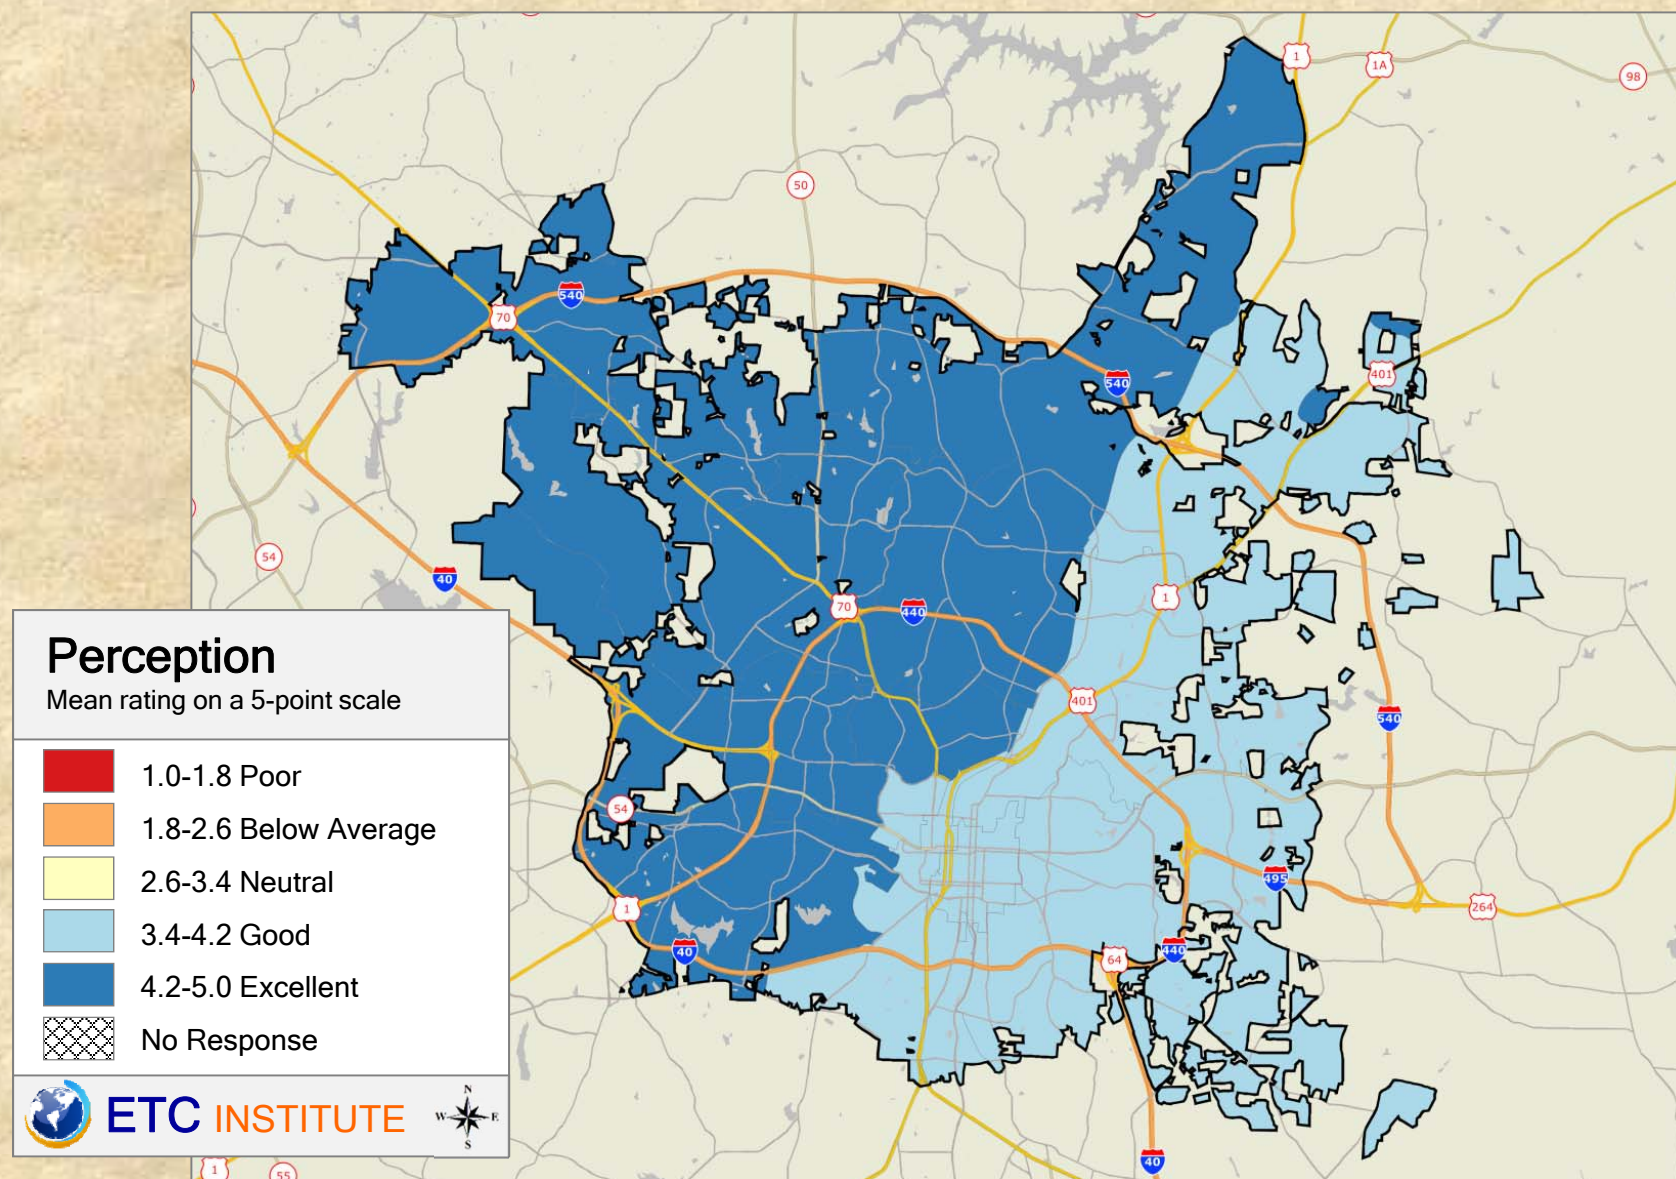 1
1A
98
50
540
70
540
401
54
40
70
440
1
401
540
54
495
264
1
40
64
440
40
1
55
Perception
Mean rating on a 5-point scale
1.0-1.8 Poor
1.8-2.6 Below Average
2.6-3.4 Neutral
3.4-4.2 Good
4.2-5.0 Excellent
No Response
ETC INSTITUTE
N
W E
S